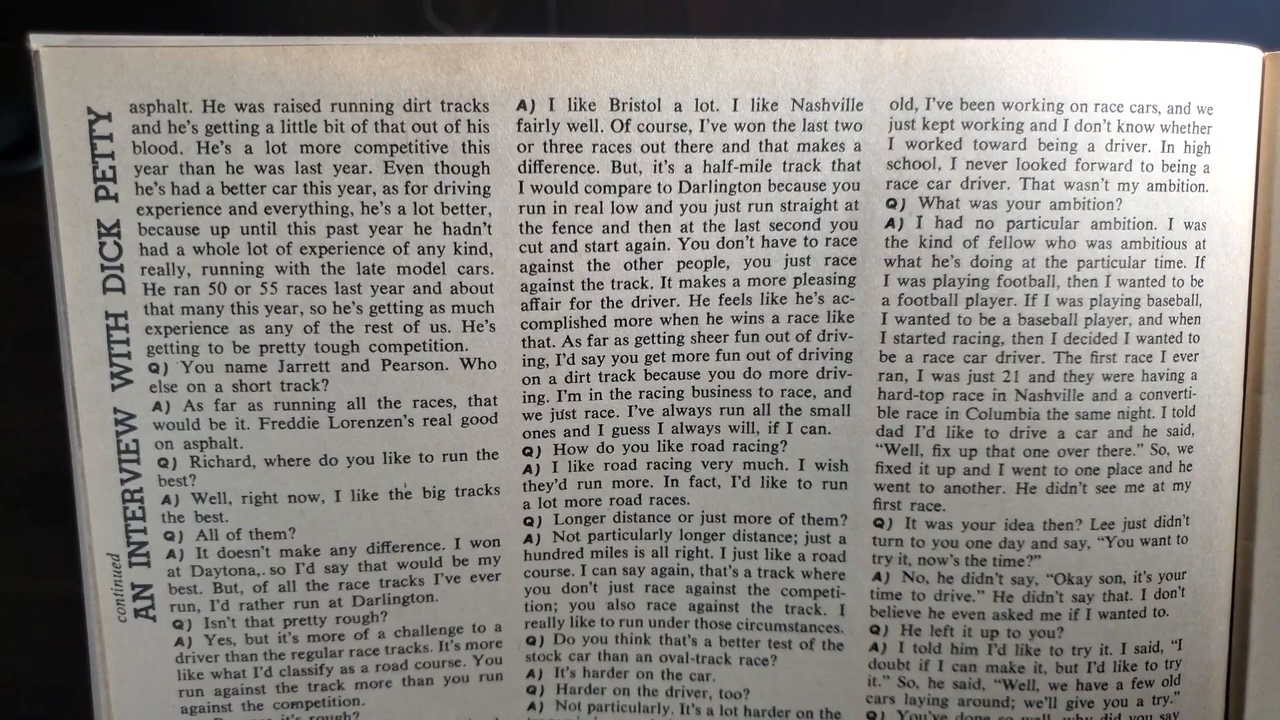 continued
AN INTERVIEW WITH DICK PETTY
asphalt. He was raised running dirt tracks
and he's getting a little bit of that out of his
blood. He's a lot more competitive this
year than he was last year. Even though
he's had a better car this year, as for driving
experience and everything, he's a lot better,
because up until this past year he hadn't
had a whole lot of experience of any kind,
really, running with the late model cars.
He ran 50 or 55 races last year and about
that many this year, so he's getting as much
experience as any of the rest of us. He's
getting to be pretty tough competition.
Q) You name Jarrett and Pearson. Who
else on a short track?
A) As far as running all the races, that
would be it. Freddie Lorenzen's real good
on asphalt.
Q) Richard, where do you like to run the
best?
A) Well, right now, I like the big tracks
the best.
Q) All of them?
A) It doesn't make any difference. I won
at Daytona,. so I'd say that would be my
best. But, of all the race tracks I've ever
run, I'd rather run at Darlington.
Q) Isn't that pretty rough?
A) Yes, but it's more of a challenge to a
driver than the regular race tracks. It's more
like what I'd classify as a road course. You
run against the track more than you run
against the competition.
it's rough?
A) I like Bristol a lot. I like Nashville
fairly well. Of course, I've won the last two
or three races out there and that makes a
difference. But, it's a half-mile track that
I would compare to Darlington because you
run in real low and you just run straight at
the fence and then at the last second you
cut and start again. You don't have to race
against the other people, you just race
against the track. It makes a more pleasing
affair for the driver. He feels like he's ac-
complished more when he wins a race like
that. As far as getting sheer fun out of driv-
ing, I'd say you get more fun out of driving
on a dirt track because you do more driv-
ing. I'm in the racing business to race, and
we just race. I've always run all the small
ones and I guess I always will, if I can.
Q) How do you like road racing?
A) I like road racing very much. I wish
they'd run more. In fact, I'd like to run
a lot more road races.
Q) Longer distance or just more of them?
A) Not particularly longer distance; just a
hundred miles is all right. I just like a road
course. I can say again, that's a track where
you don't just race against the competi-
tion; you also race against the track. I
really like to run under those circumstances.
Q) Do you think that's a better test of the
stock car than an oval-track race?
A) It's harder on the car.
Q) Harder on the driver, too?
A) Not particularly. It's a lot harder on the
old, I've been working on race cars, and we
just kept working and I don't know whether
I worked toward being a driver. In high
school, I never looked forward to being a
race car driver. That wasn't my ambition.
Q) What was your ambition?
A) I had no particular ambition. I was
the kind of fellow who was ambitious at
what he's doing at the particular time. If
I was playing football, then I wanted to be
a football player. If I was playing baseball,
I wanted to be a baseball player, and when
I started racing, then I decided I wanted to
be a race car driver. The first race I ever
ran, I was just 21 and they were having a
hard-top race in Nashville and a converti-
ble race in Columbia the same night. I told
dad I'd like to drive a car and he said,
“Well, fix up that one over there.” So, we
fixed it up and I went to one place and he
went to another. He didn't see me at my
first race.
Q) It was your idea then? Lee just didn't
turn to you one day and say, “You want to
try it, now's the time?”
A) No, he didn't say, “Okay son, it's your
time to drive.” He didn't say that. I don't
believe he even asked me if I wanted to.
Q) He left it up to you?
A) I told him I'd like to try it. I said, “I
doubt if I can make it, but I'd like to try
it.” So, he said, “Well, we have a few old
cars laying around; we'll give you a try.”
Q) You've done so well, why did you say